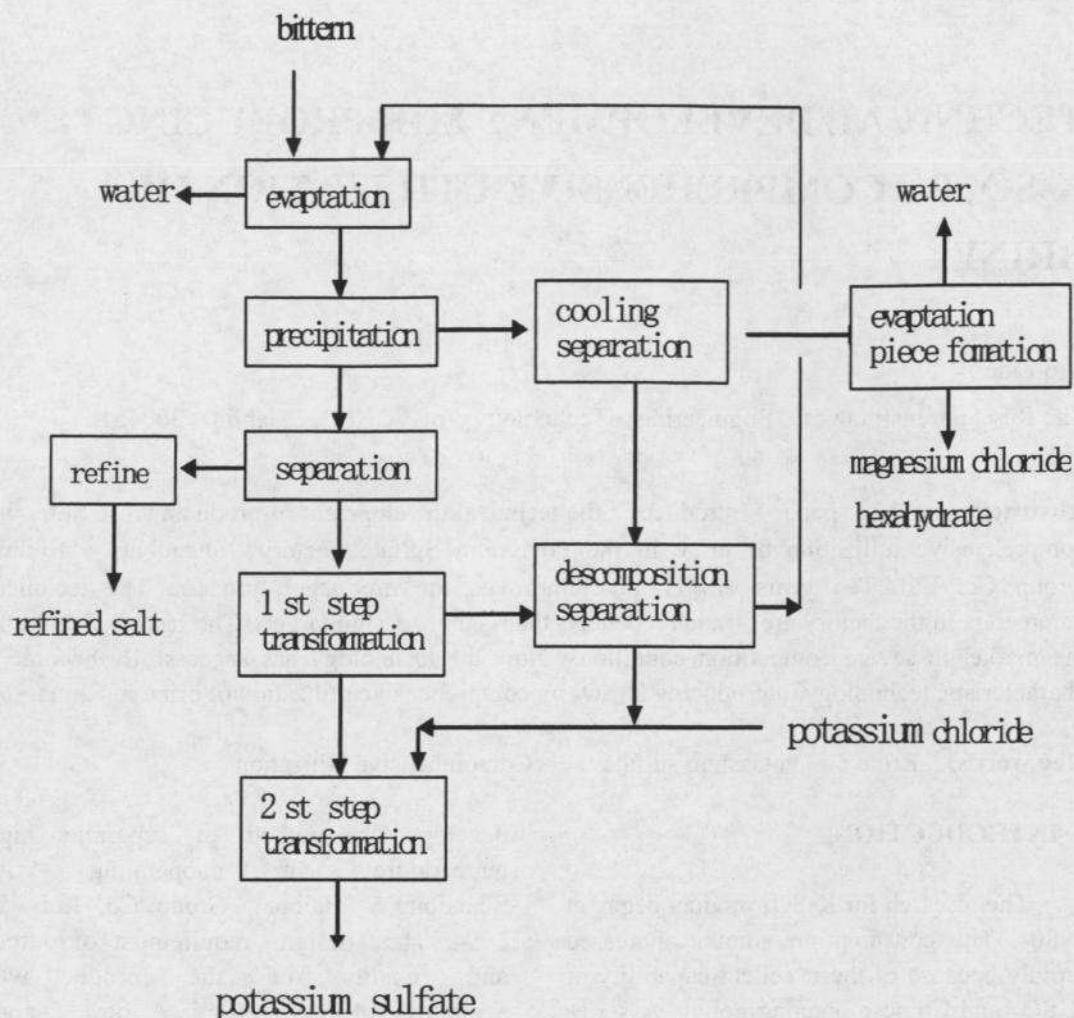 bittern
water
evaptation
water
precipitation
cooling
separation
evaptation
piece fomation
refine
separation
magnesium chloride
hexahydrate
refined salt
1 st step
transformation
descomposition
separation
potassium chloride
2 st step
transformation
potassium sulfate